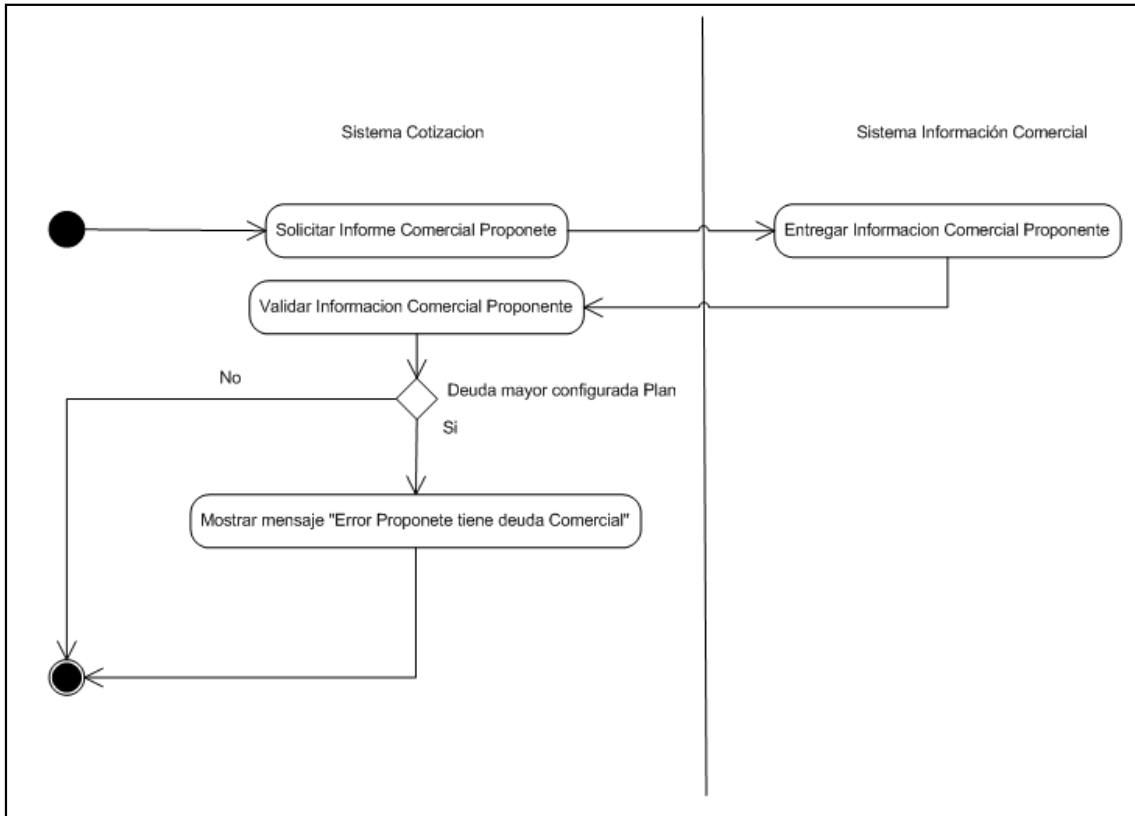 Sistema Cotizacion
Sistema Información Comercial
Solicitar Informe Comercial Proponete
Entregar Informacion Comercial Proponente
Validar Informacion Comercial Proponente
No
Deuda mayor configurada Plan
Si
Mostrar mensaje "Error Proponete tiene deuda Comercial"